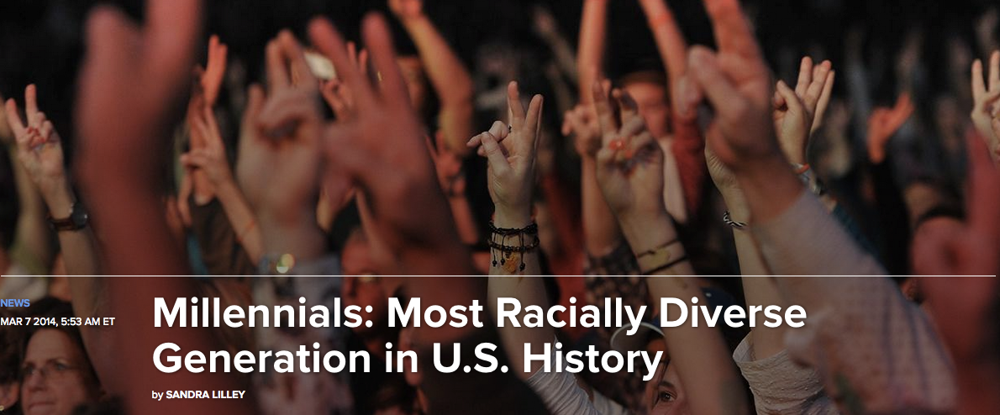 NEWS
MAR 7 2014, 5:53 AM ET
Millennials: Most Racially Diverse
Generation in U.S. History
by SANDRA LILLEY